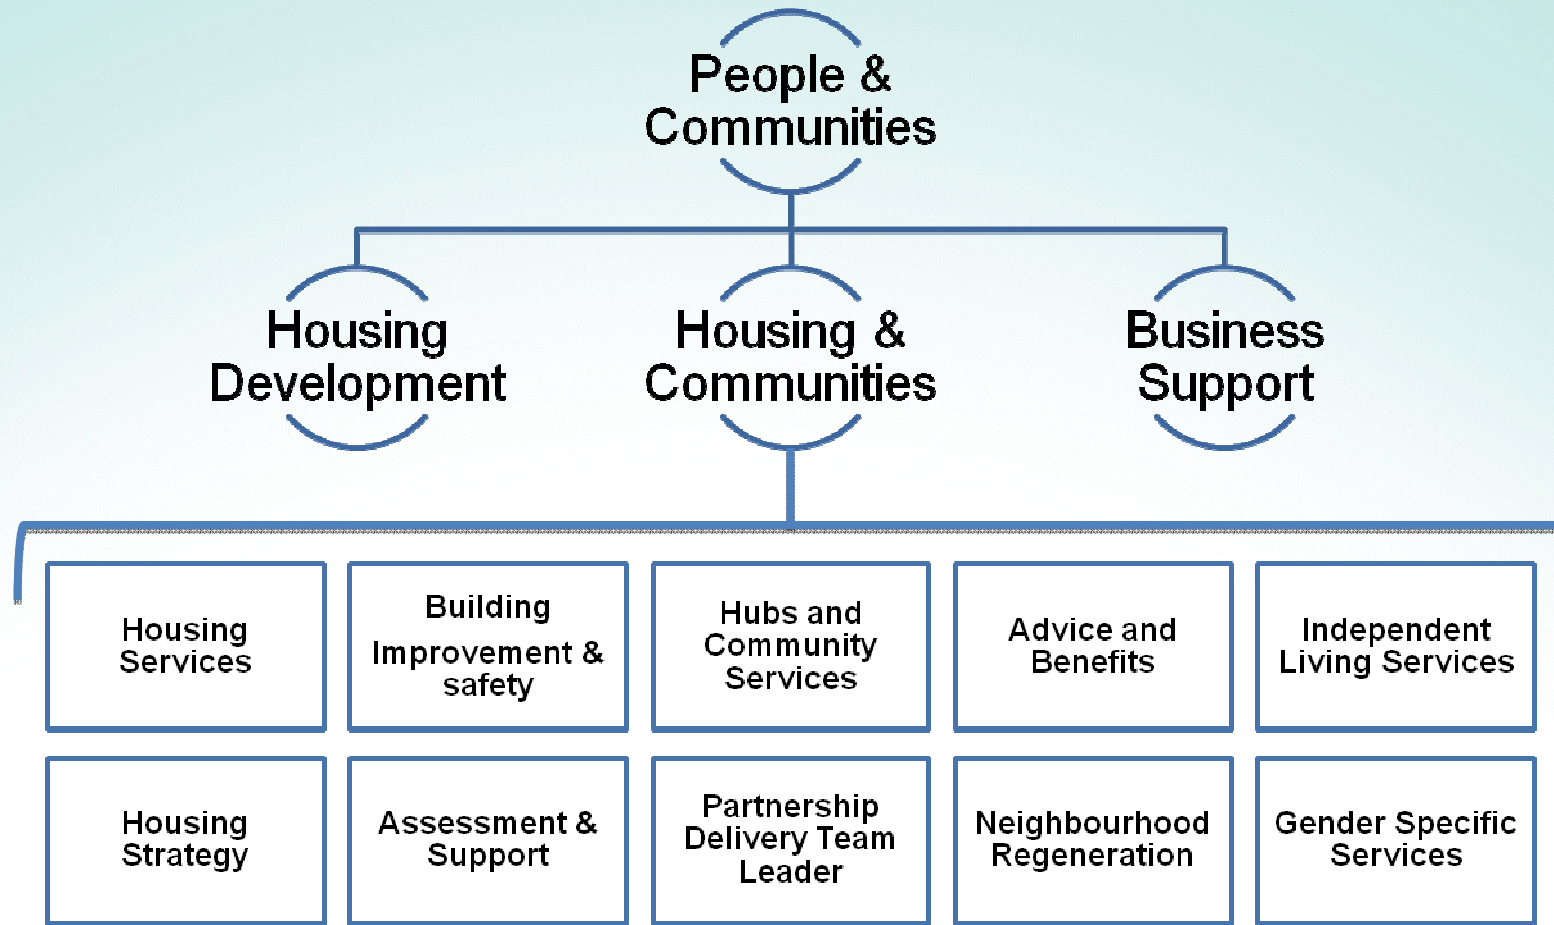 People &
Communities
Housing
Development
Housing &
Communities
Business
Support
Housing
Services
Building
Improvement &
safety
Hubs and
Community
Services
Advice and
Benefits
Independent
Living Services
Housing
Strategy
Assessment &
Support
Partnership
Delivery Team
Leader
Neighbourhood
Regeneration
Gender Specific
Services